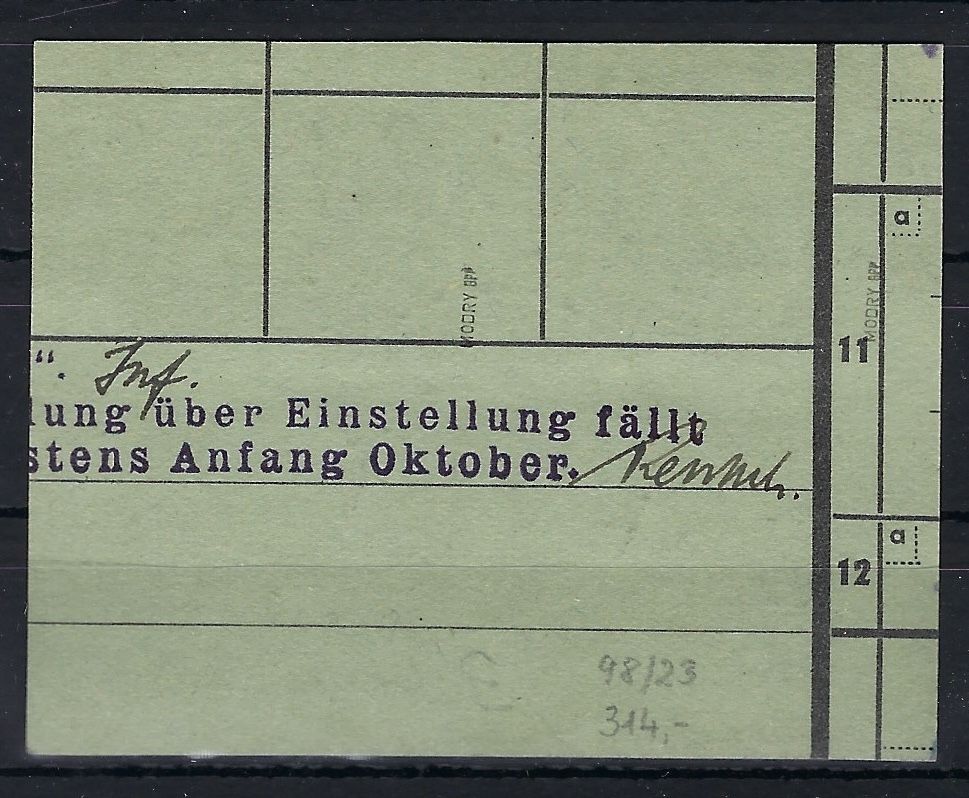 “. Inf.
lung über Einstellung fällt
stens Anfang Oktober.
MODRY BPP
MODRY BPP
a
11
a
12
98/23
314,-